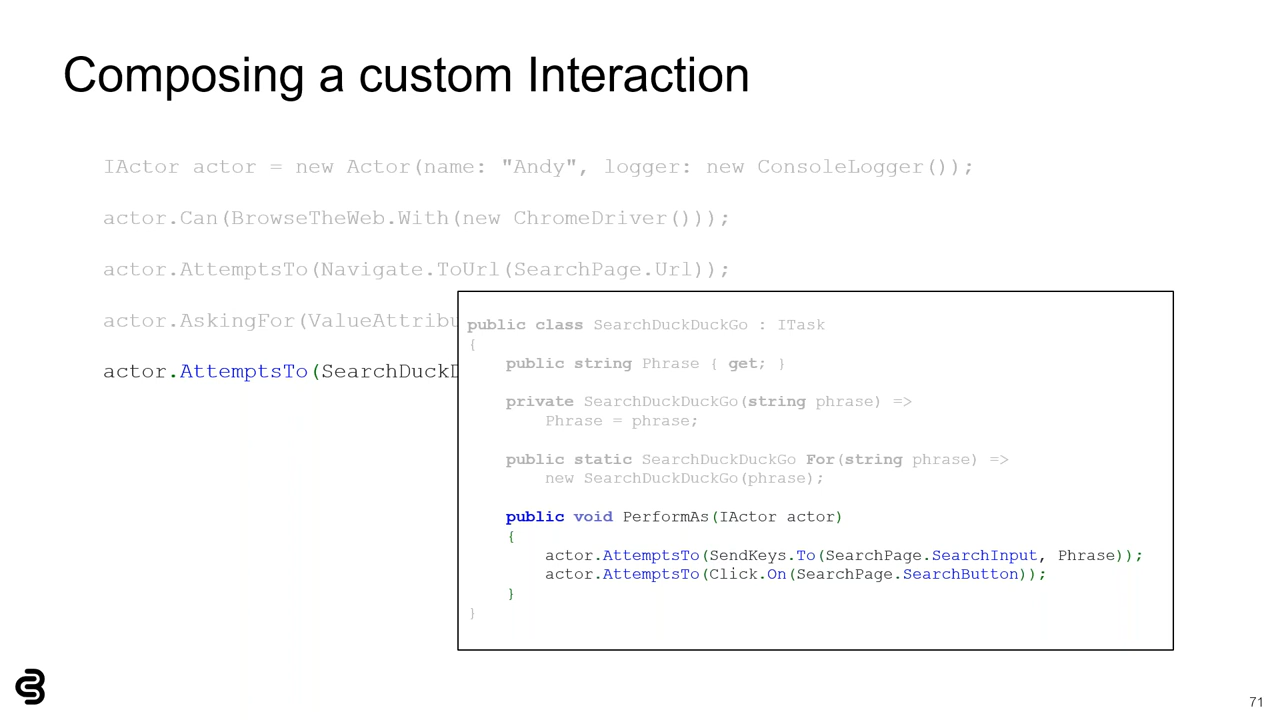 Composing a custom Interaction
IActor actor = new Actor(name: "Andy", logger: new ConsoleLogger());
actor.Can(BrowseTheWeb.With(new ChromeDriver()));
actor.AttemptsTo(Navigate.ToUrl(SearchPage.Url));
actor.AskingFor(ValueAttribu
actor.AttemptsTo(SearchDuckD
public class SearchDuckDuckGo : ITask
{
public string Phrase { get; }
private SearchDuckDuckGo(string phrase) =>
Phrase = phrase;
public static SearchDuckDuckGo For(string phrase) =>
new SearchDuckDuckGo(phrase);
public void PerformAs(IActor actor)
{
actor.AttemptsTo(SendKeys.To(SearchPage.SearchInput, Phrase));
actor.AttemptsTo(Click.On(SearchPage.SearchButton));
}
}
71